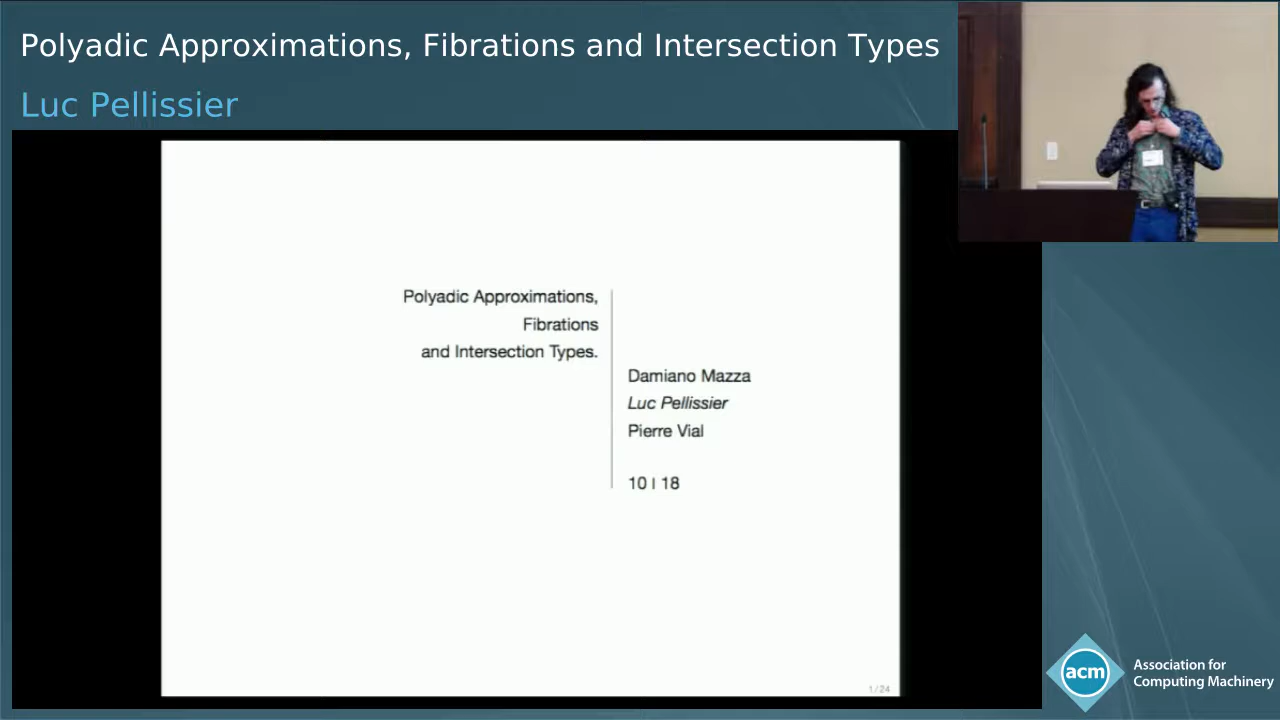 Polyadic Approximations, Fibrations and Intersection Types
Luc Pellissier
Polyadic Approximations,
Fibrations
and Intersection Types.
Damiano Mazza
Luc Pellissier
Pierre Vial
10 | 18
1 / 24
acm
Association for
Computing Machinery